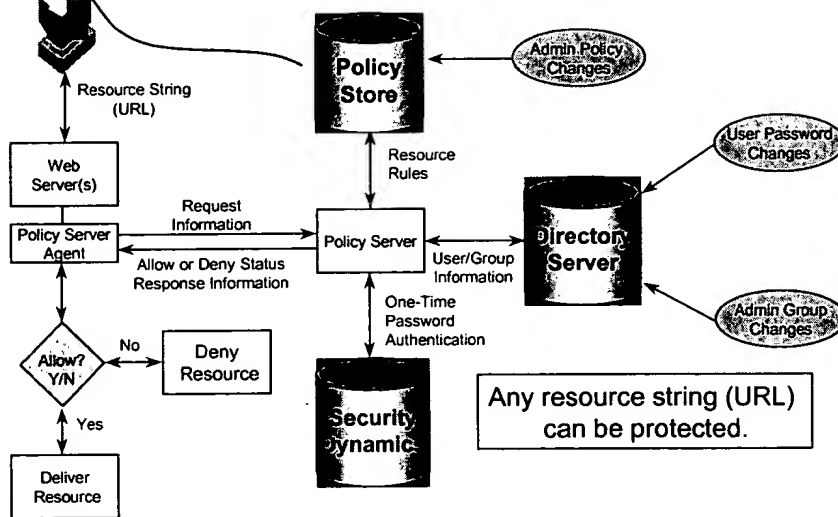 Admin Policy
Changes
Policy
Store
Resource String
(URL)
User Password
Changes
Resource
Rules
Web
Server(s)
Request
Information
Policy Server
Agent
Policy Server
Directory
Server
Allow or Deny Status
Response Information
User/Group
Information
One-Time
Password
Authentication
Admin Group
Changes
Allow?
Y/N
No
Deny
Resource
Yes
Security
Dynamic
Any resource string (URL)
can be protected.
Deliver
Resource